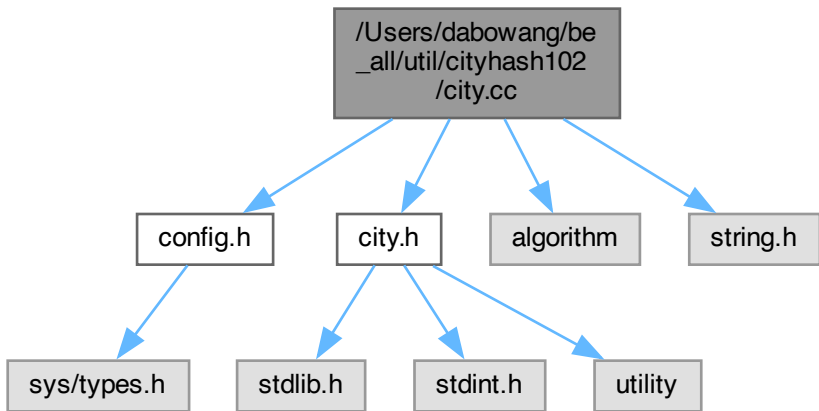 /Users/dabowang/be
_all/util/cityhash102
/city.cc
config.h
city.h
algorithm
string.h
sys/types.h
stdlib.h
stdint.h
utility